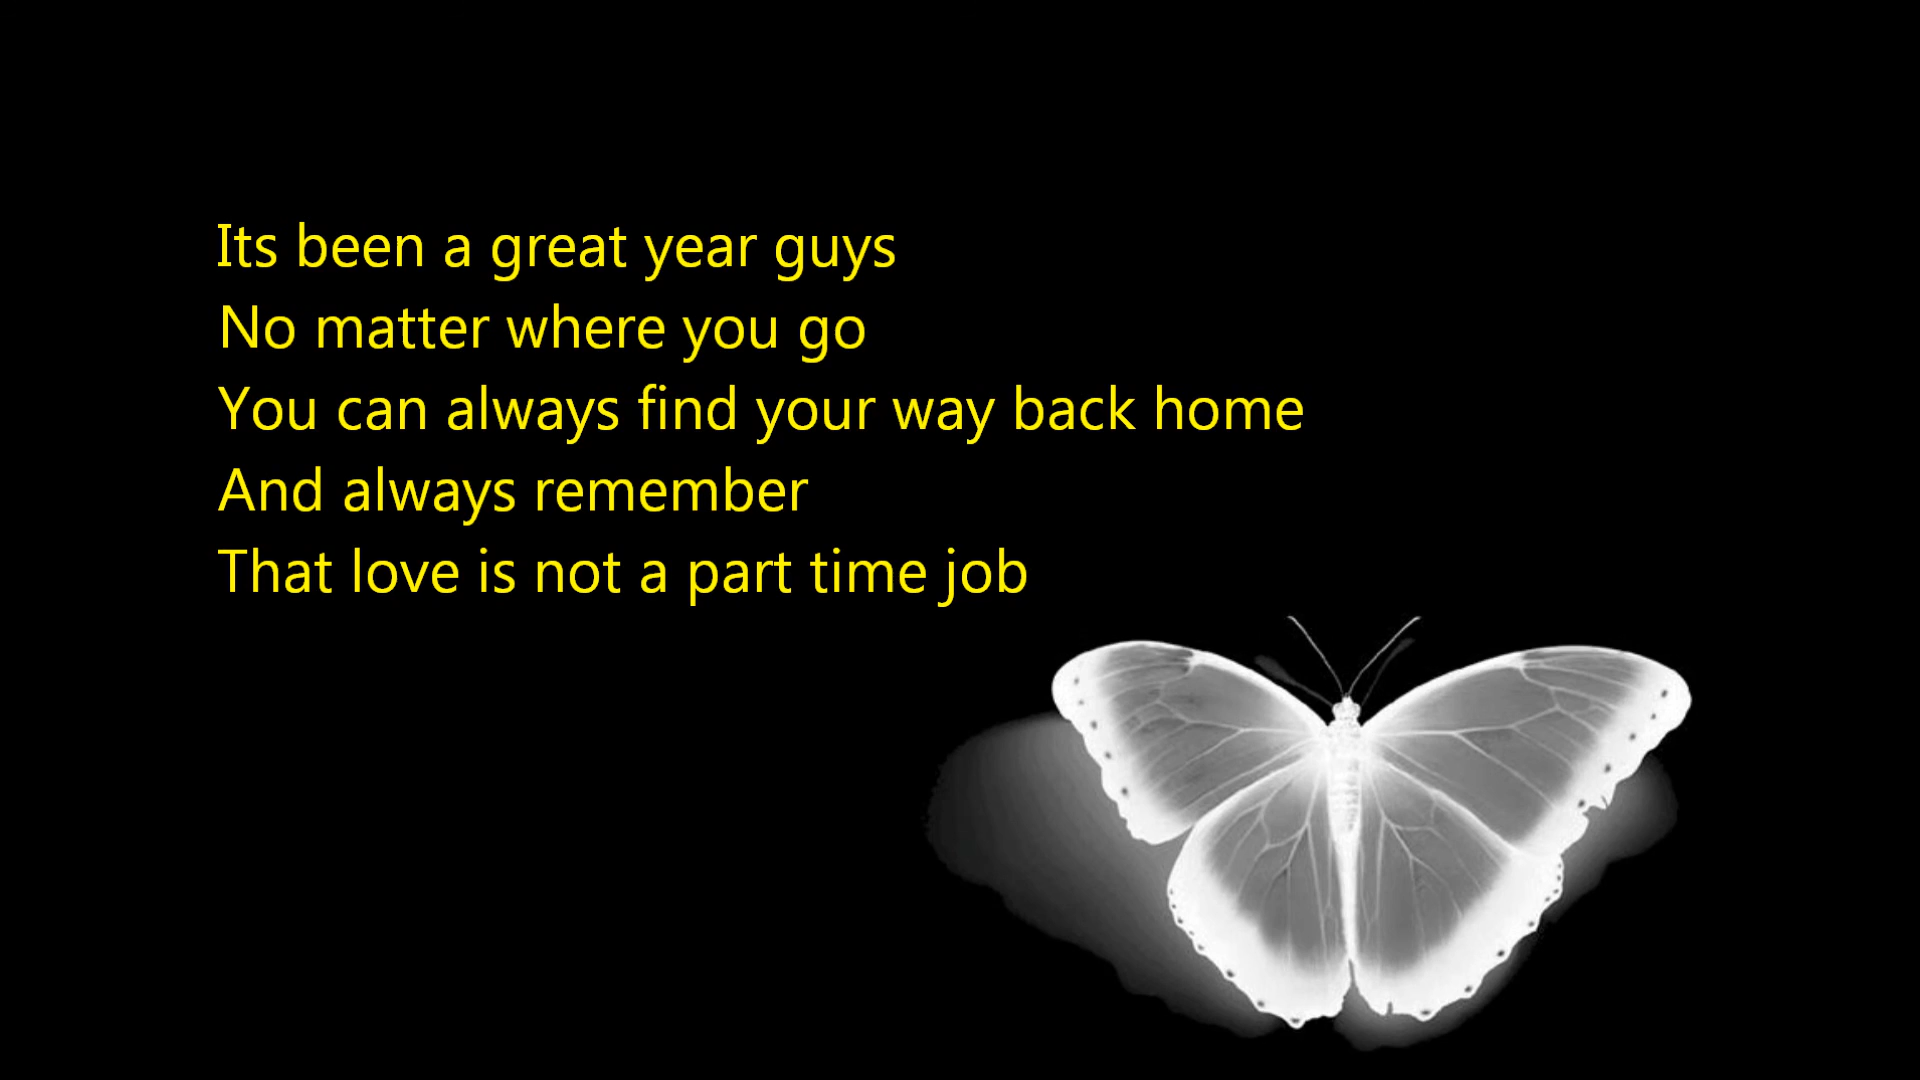 Its been a great year guys
No matter where you go
You can always find your way back home
And always remember
That love is not a part time job